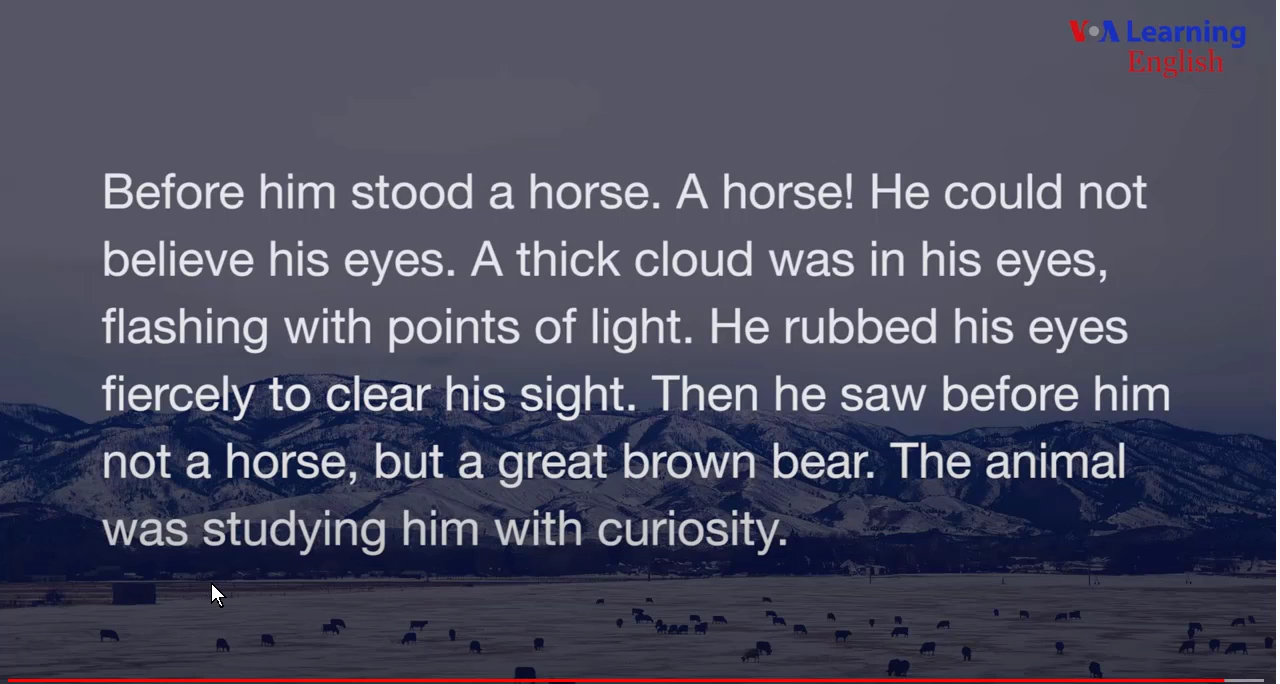 VOA Learning
English
Before him stood a horse. A horse! He could not
believe his eyes. A thick cloud was in his eyes,
flashing with points of light. He rubbed his eyes
fiercely to clear his sight. Then he saw before him
not a horse, but a great brown bear. The animal
was studying him with curiosity.